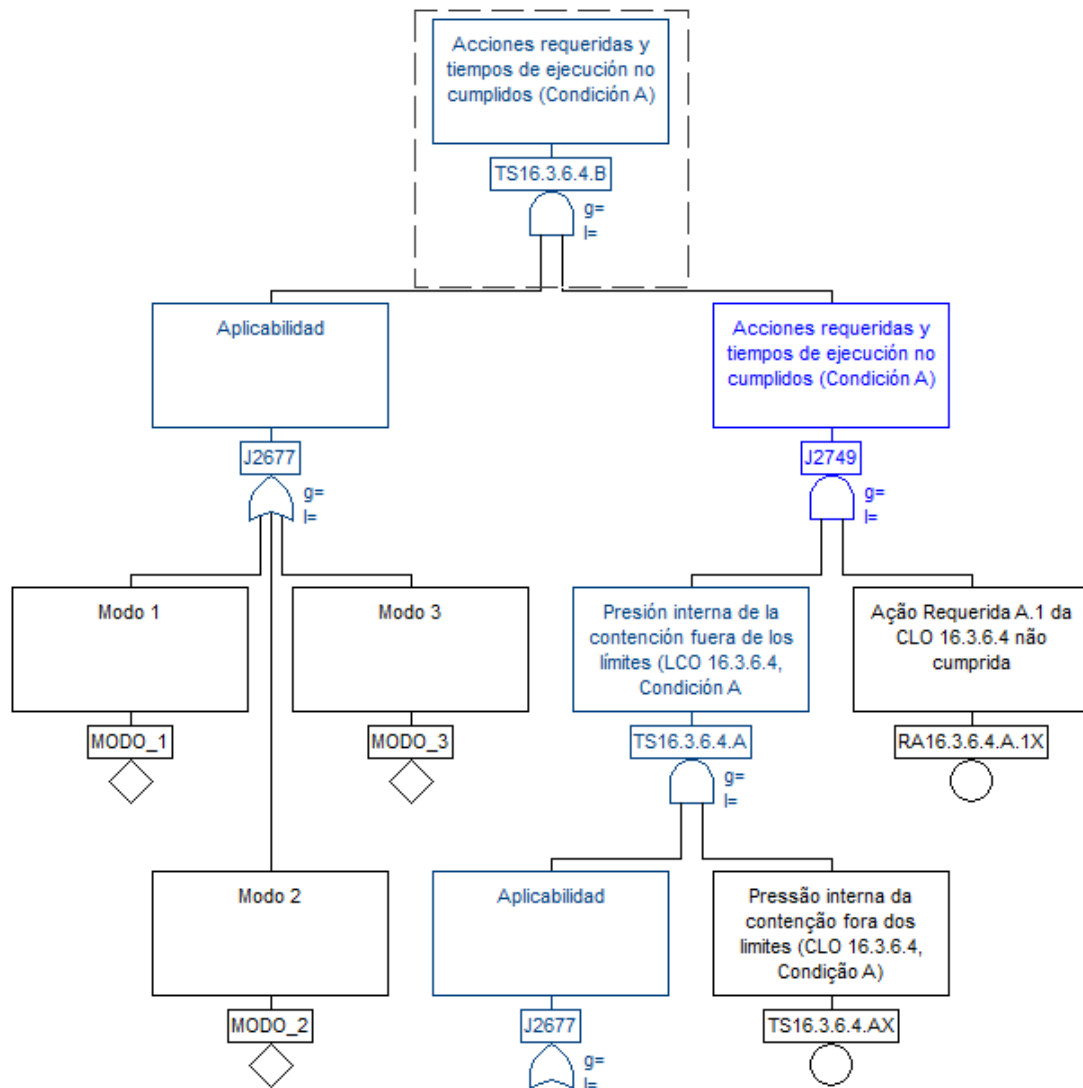 Acciones requeridas y
tiempos de ejecución no
cumplidos (Condición A)
TS16.3.6.4.B
g=
l=
Aplicabilidad
J2677
g=
l=
Acciones requeridas y
tiempos de ejecución no
cumplidos (Condición A)
J2749
g=
l=
Modo 1
MODO_1
Modo 3
MODO_3
Presión interna de la
contención fuera de los
límites (LCO 16.3.6.4,
Condición A
TS16.3.6.4.A
g=
l=
Ação Requerida A.1 da
CLO 16.3.6.4 não
cumprida
RA16.3.6.4.A.1X
Modo 2
MODO_2
Aplicabilidad
J2677
g=
l=
Pressão interna da
contenção fora dos
limites (CLO 16.3.6.4,
Condição A)
TS16.3.6.4.AX